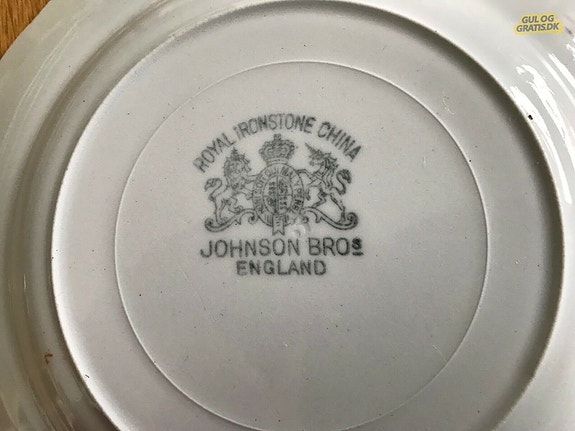 GUL OG
GRATIS.DK
ROYAL IRONSTONE CHINA
JOHNSON BROS
ENGLAND